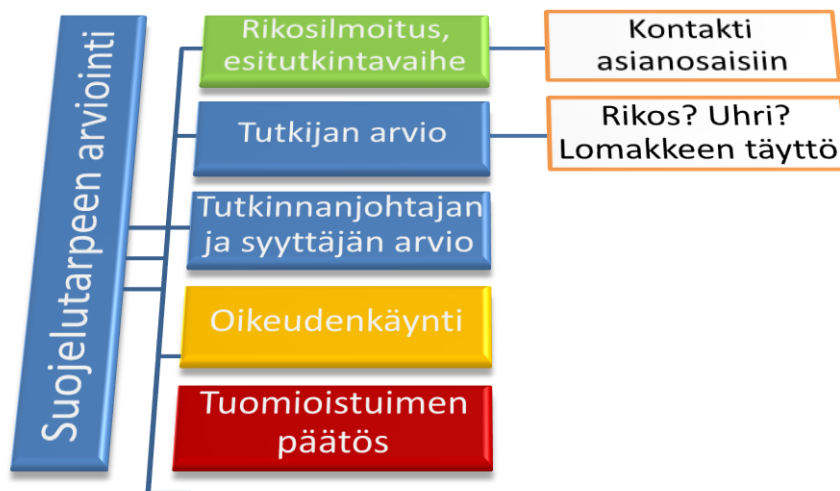 Suojelutarpeen arviointi
Rikosilmoitus,
esitutkintavaihe
Kontakti
asianosaisiin
Tutkijan arvio
Rikos? Uhri?
Lomakkeen täyttö
Tutkinnanjohtajan
ja syyttäjän arvio
Oikeudenkäynti
Tuomioistuimen
päätös